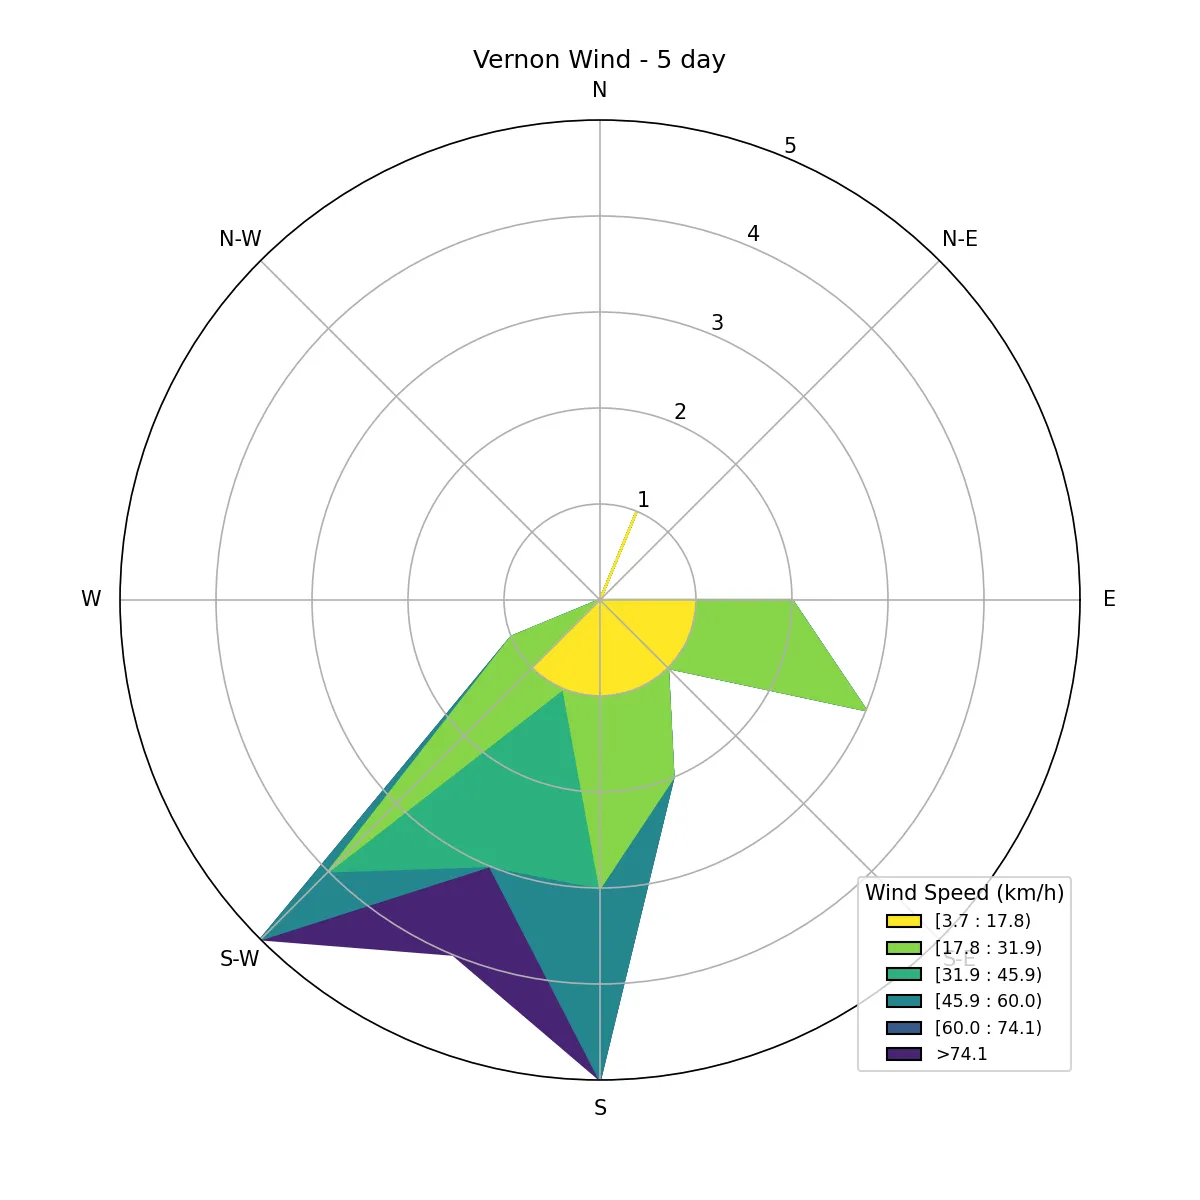 Vernon Wind - 5 day
N
5
N-W
N-E
4
3
2
1
W
E
Wind Speed (km/h)
[3.7 : 17.8)
[17.8 : 31.9)
S-W
S-E
[31.9 : 45.9)
[45.9 : 60.0)
[60.0 : 74.1)
>74.1
S